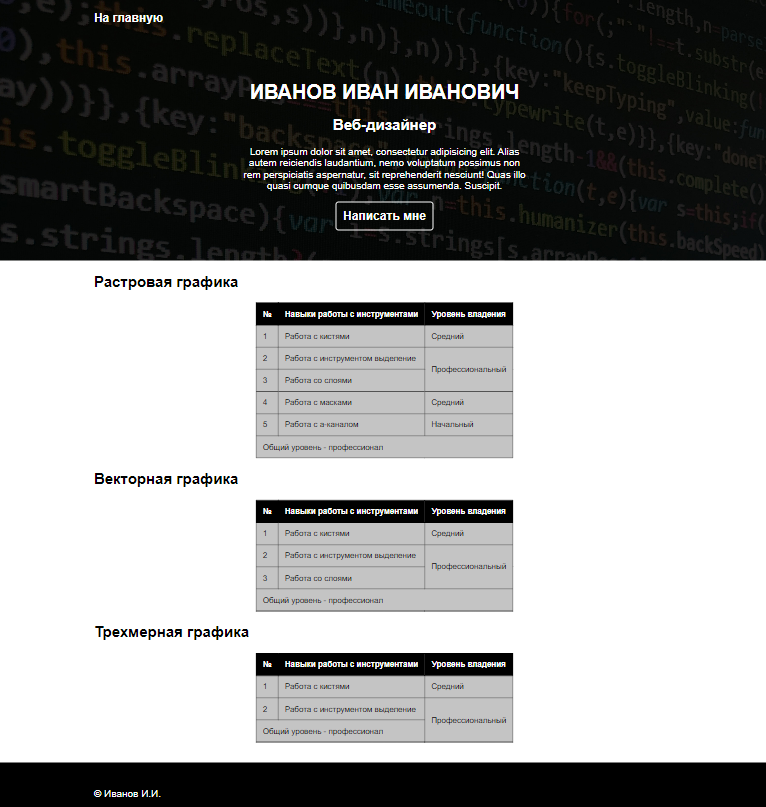 На главную
ИВАНОВ ИВАН ИВАНОВИЧ
Веб-дизайнер
Lorem ipsum dolor sit amet, consectetur adipisicing elit. Alias
autem reiciendis laudantium, nemo voluptatum possimus non
rem perspiciatis aspernatur, sit reprehenderit nesciunt! Quas illo
quasi cumque quibusdam esse assumenda. Suscipit.
Написать мне
Растровая графика
№ Навыки работы с инструментами Уровень владения
1 Работа с кистями Средний
2 Работа с инструментом выделение Профессиональный
3 Работа со слоями
4 Работа с масками Средний
5 Работа с а-каналом Начальный
Общий уровень - профессионал
Векторная графика
№ Навыки работы с инструментами Уровень владения
1 Работа с кистями Средний
2 Работа с инструментом выделение Профессиональный
3 Работа со слоями
Общий уровень - профессионал
Трехмерная графика
№ Навыки работы с инструментами Уровень владения
1 Работа с кистями Средний
2 Работа с инструментом выделение Профессиональный
Общий уровень - профессионал
© Иванов И.И.